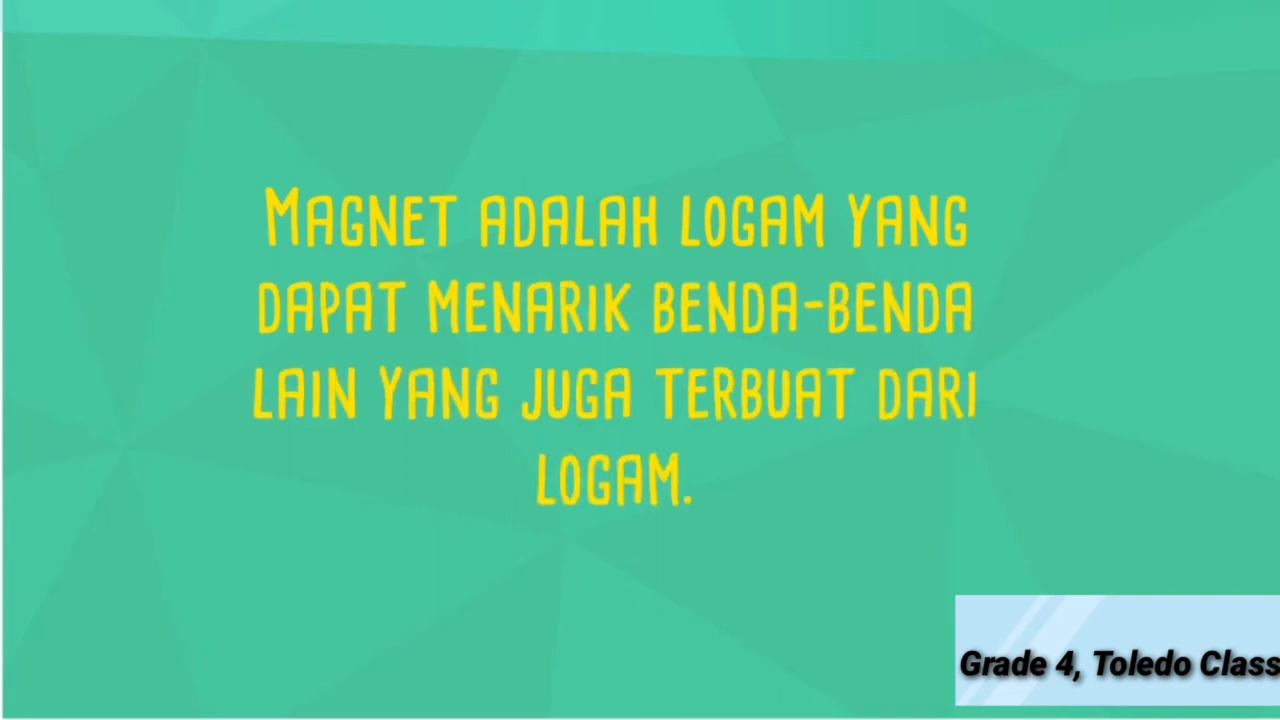 Magnet adalah logam yang
dapat menarik benda-benda
lain yang juga terbuat dari
logam.
Grade 4, Toledo Class